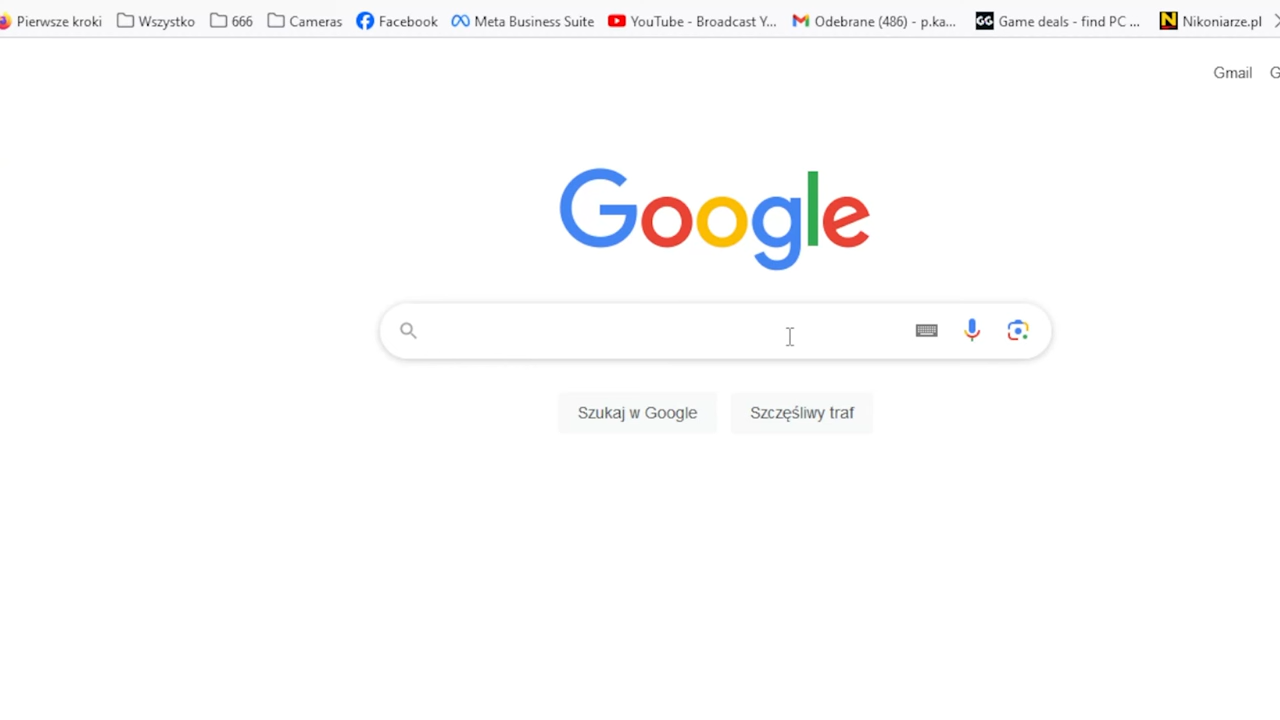 Pierwsze kroki Wszystko 666 Cameras Facebook Meta Business Suite YouTube - Broadcast Y... Odebrane (486) - p.ka... GG Game deals - find PC ... N Nikoniarze.pl
Gmail G
Google
Szukaj w Google Szczęśliwy traf